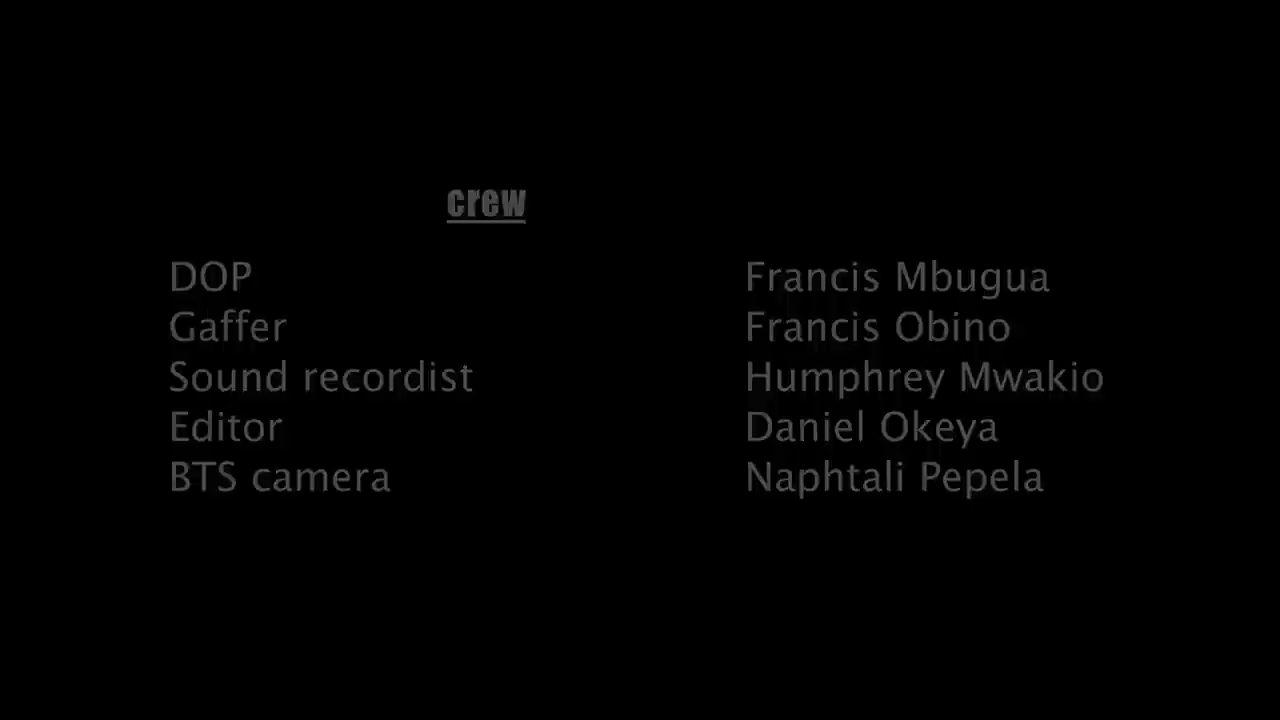 crew
DOP Francis Mbugua
Gaffer Francis Obino
Sound recordist Humphrey Mwakio
Editor Daniel Okeya
BTS camera Naphtali Pepela